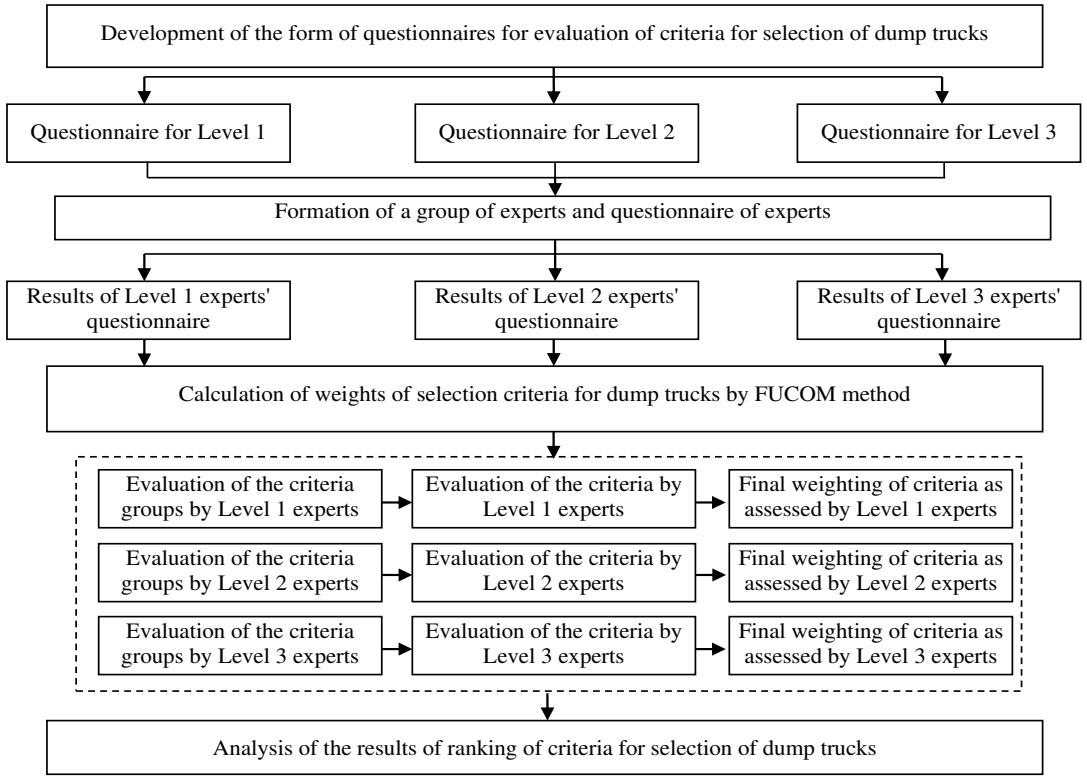 Development of the form of questionnaires for evaluation of criteria for selection of dump trucks
Questionnaire for Level 1
Questionnaire for Level 2
Questionnaire for Level 3
Formation of a group of experts and questionnaire of experts
Results of Level 1 experts'
questionnaire
Results of Level 2 experts'
questionnaire
Results of Level 3 experts'
questionnaire
Calculation of weights of selection criteria for dump trucks by FUCOM method
Evaluation of the criteria
groups by Level 1 experts
Evaluation of the criteria by
Level 1 experts
Final weighting of criteria as
assessed by Level 1 experts
Evaluation of the criteria
groups by Level 2 experts
Evaluation of the criteria by
Level 2 experts
Final weighting of criteria as
assessed by Level 2 experts
Evaluation of the criteria
groups by Level 3 experts
Evaluation of the criteria by
Level 3 experts
Final weighting of criteria as
assessed by Level 3 experts
Analysis of the results of ranking of criteria for selection of dump trucks